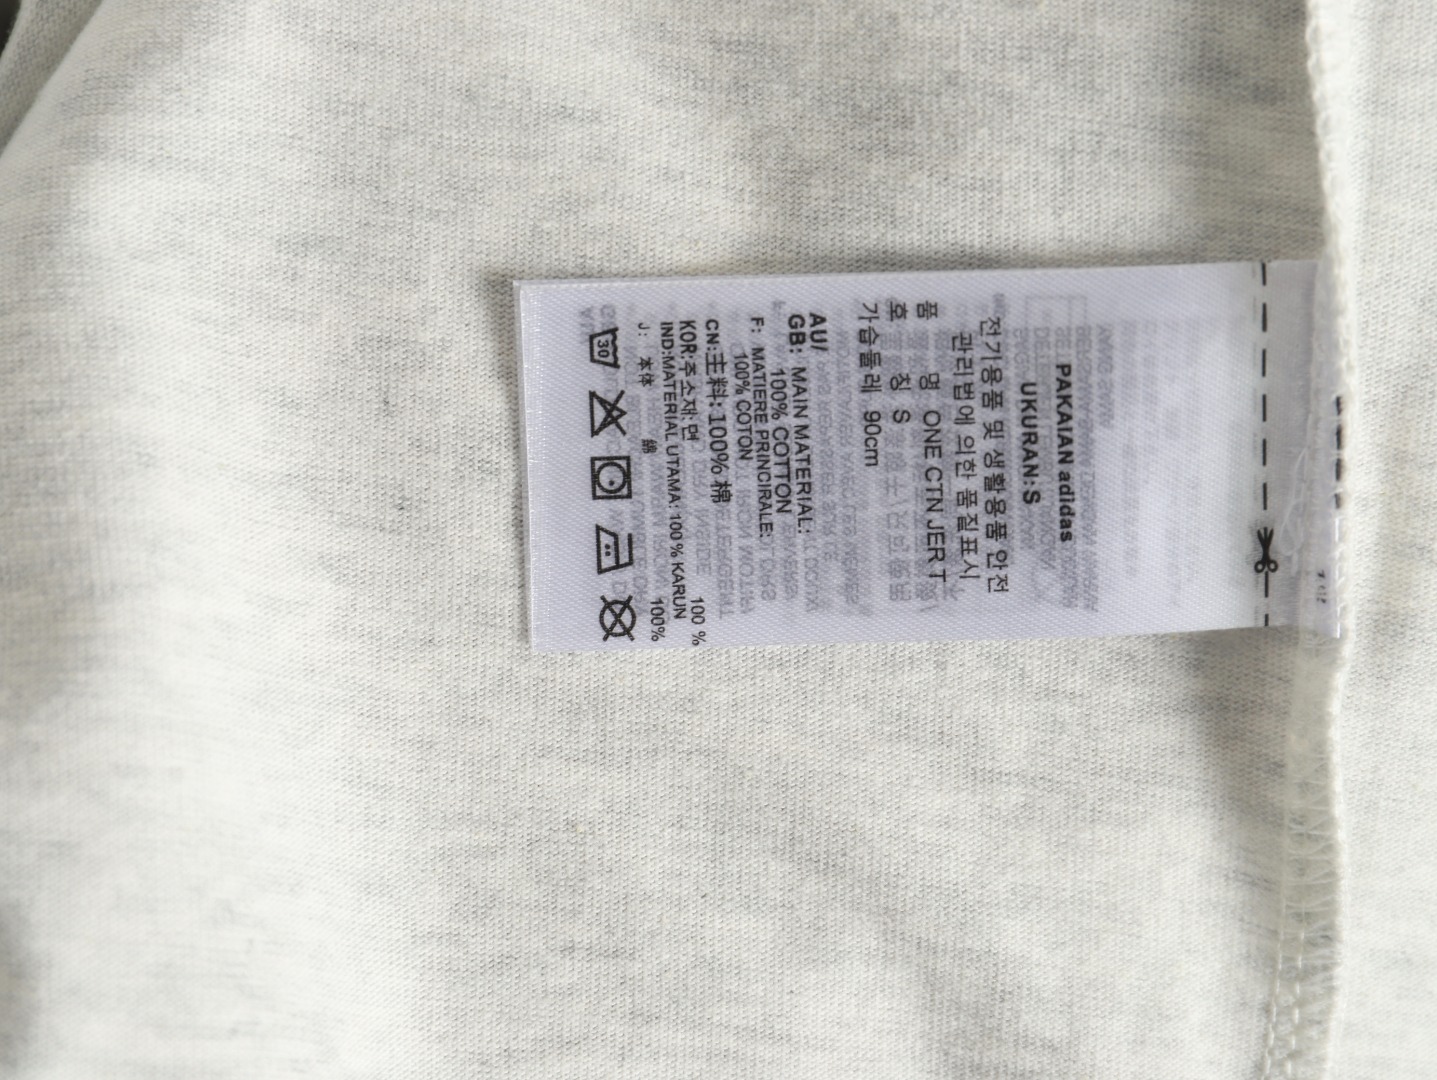 PAKAIAN adidas
UKURAN: S
전기용품 및 생활용품 안전
관리법에 의한 품질표시
품 명 ONE CTN JER T
호 칭 S
가슴둘레 90cm
AU/
GB: MAIN MATERIAL:
100% COTTON
F: MATIERE PRINCIRALE:
100% COTON
CN:主料: 100% 棉
KOR:주소재: 면 100 %
IND:MATERIAL UTAMA: 100 % KARUN
J: 本体 綿 100%
30